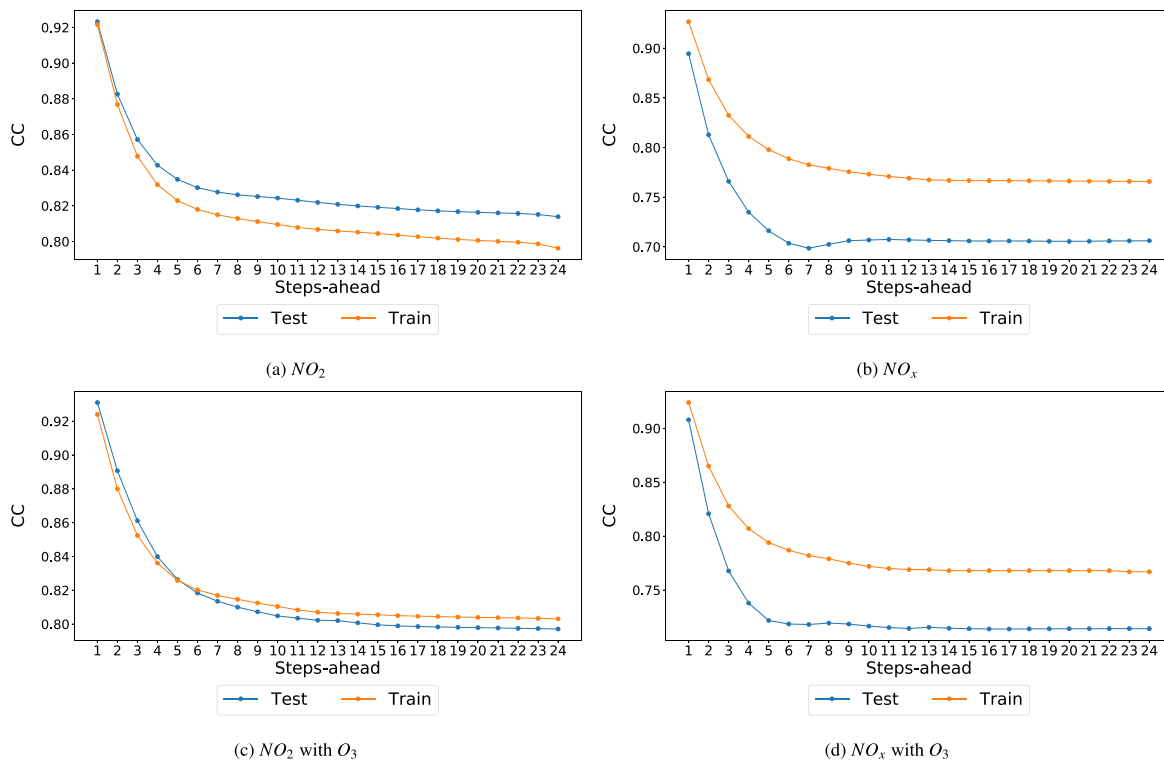 0.92
0.90
0.88
0.86
0.84
0.82
0.80
CC
1 2 3 4 5 6 7 8 9 10 11 12 13 14 15 16 17 18 19 20 21 22 23 24
Steps-ahead
Test Train
(a) NO₂
0.90
0.85
0.80
0.75
0.70
CC
1 2 3 4 5 6 7 8 9 10 11 12 13 14 15 16 17 18 19 20 21 22 23 24
Steps-ahead
Test Train
(b) NOₓ
0.92
0.90
0.88
0.86
0.84
0.82
0.80
CC
1 2 3 4 5 6 7 8 9 10 11 12 13 14 15 16 17 18 19 20 21 22 23 24
Steps-ahead
Test Train
(c) NO₂ with O₃
0.90
0.85
0.80
0.75
CC
1 2 3 4 5 6 7 8 9 10 11 12 13 14 15 16 17 18 19 20 21 22 23 24
Steps-ahead
Test Train
(d) NOₓ with O₃